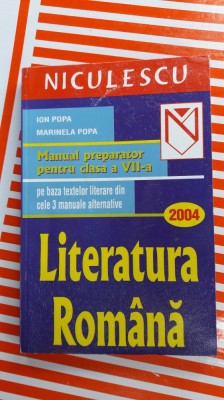 NICULESCU
ION POPA
MARINELA POPA
Manual preparator
pentru clasa a VII-a
pe baza textelor literare din
cele 3 manuale alternative
2004
Literatura
Română